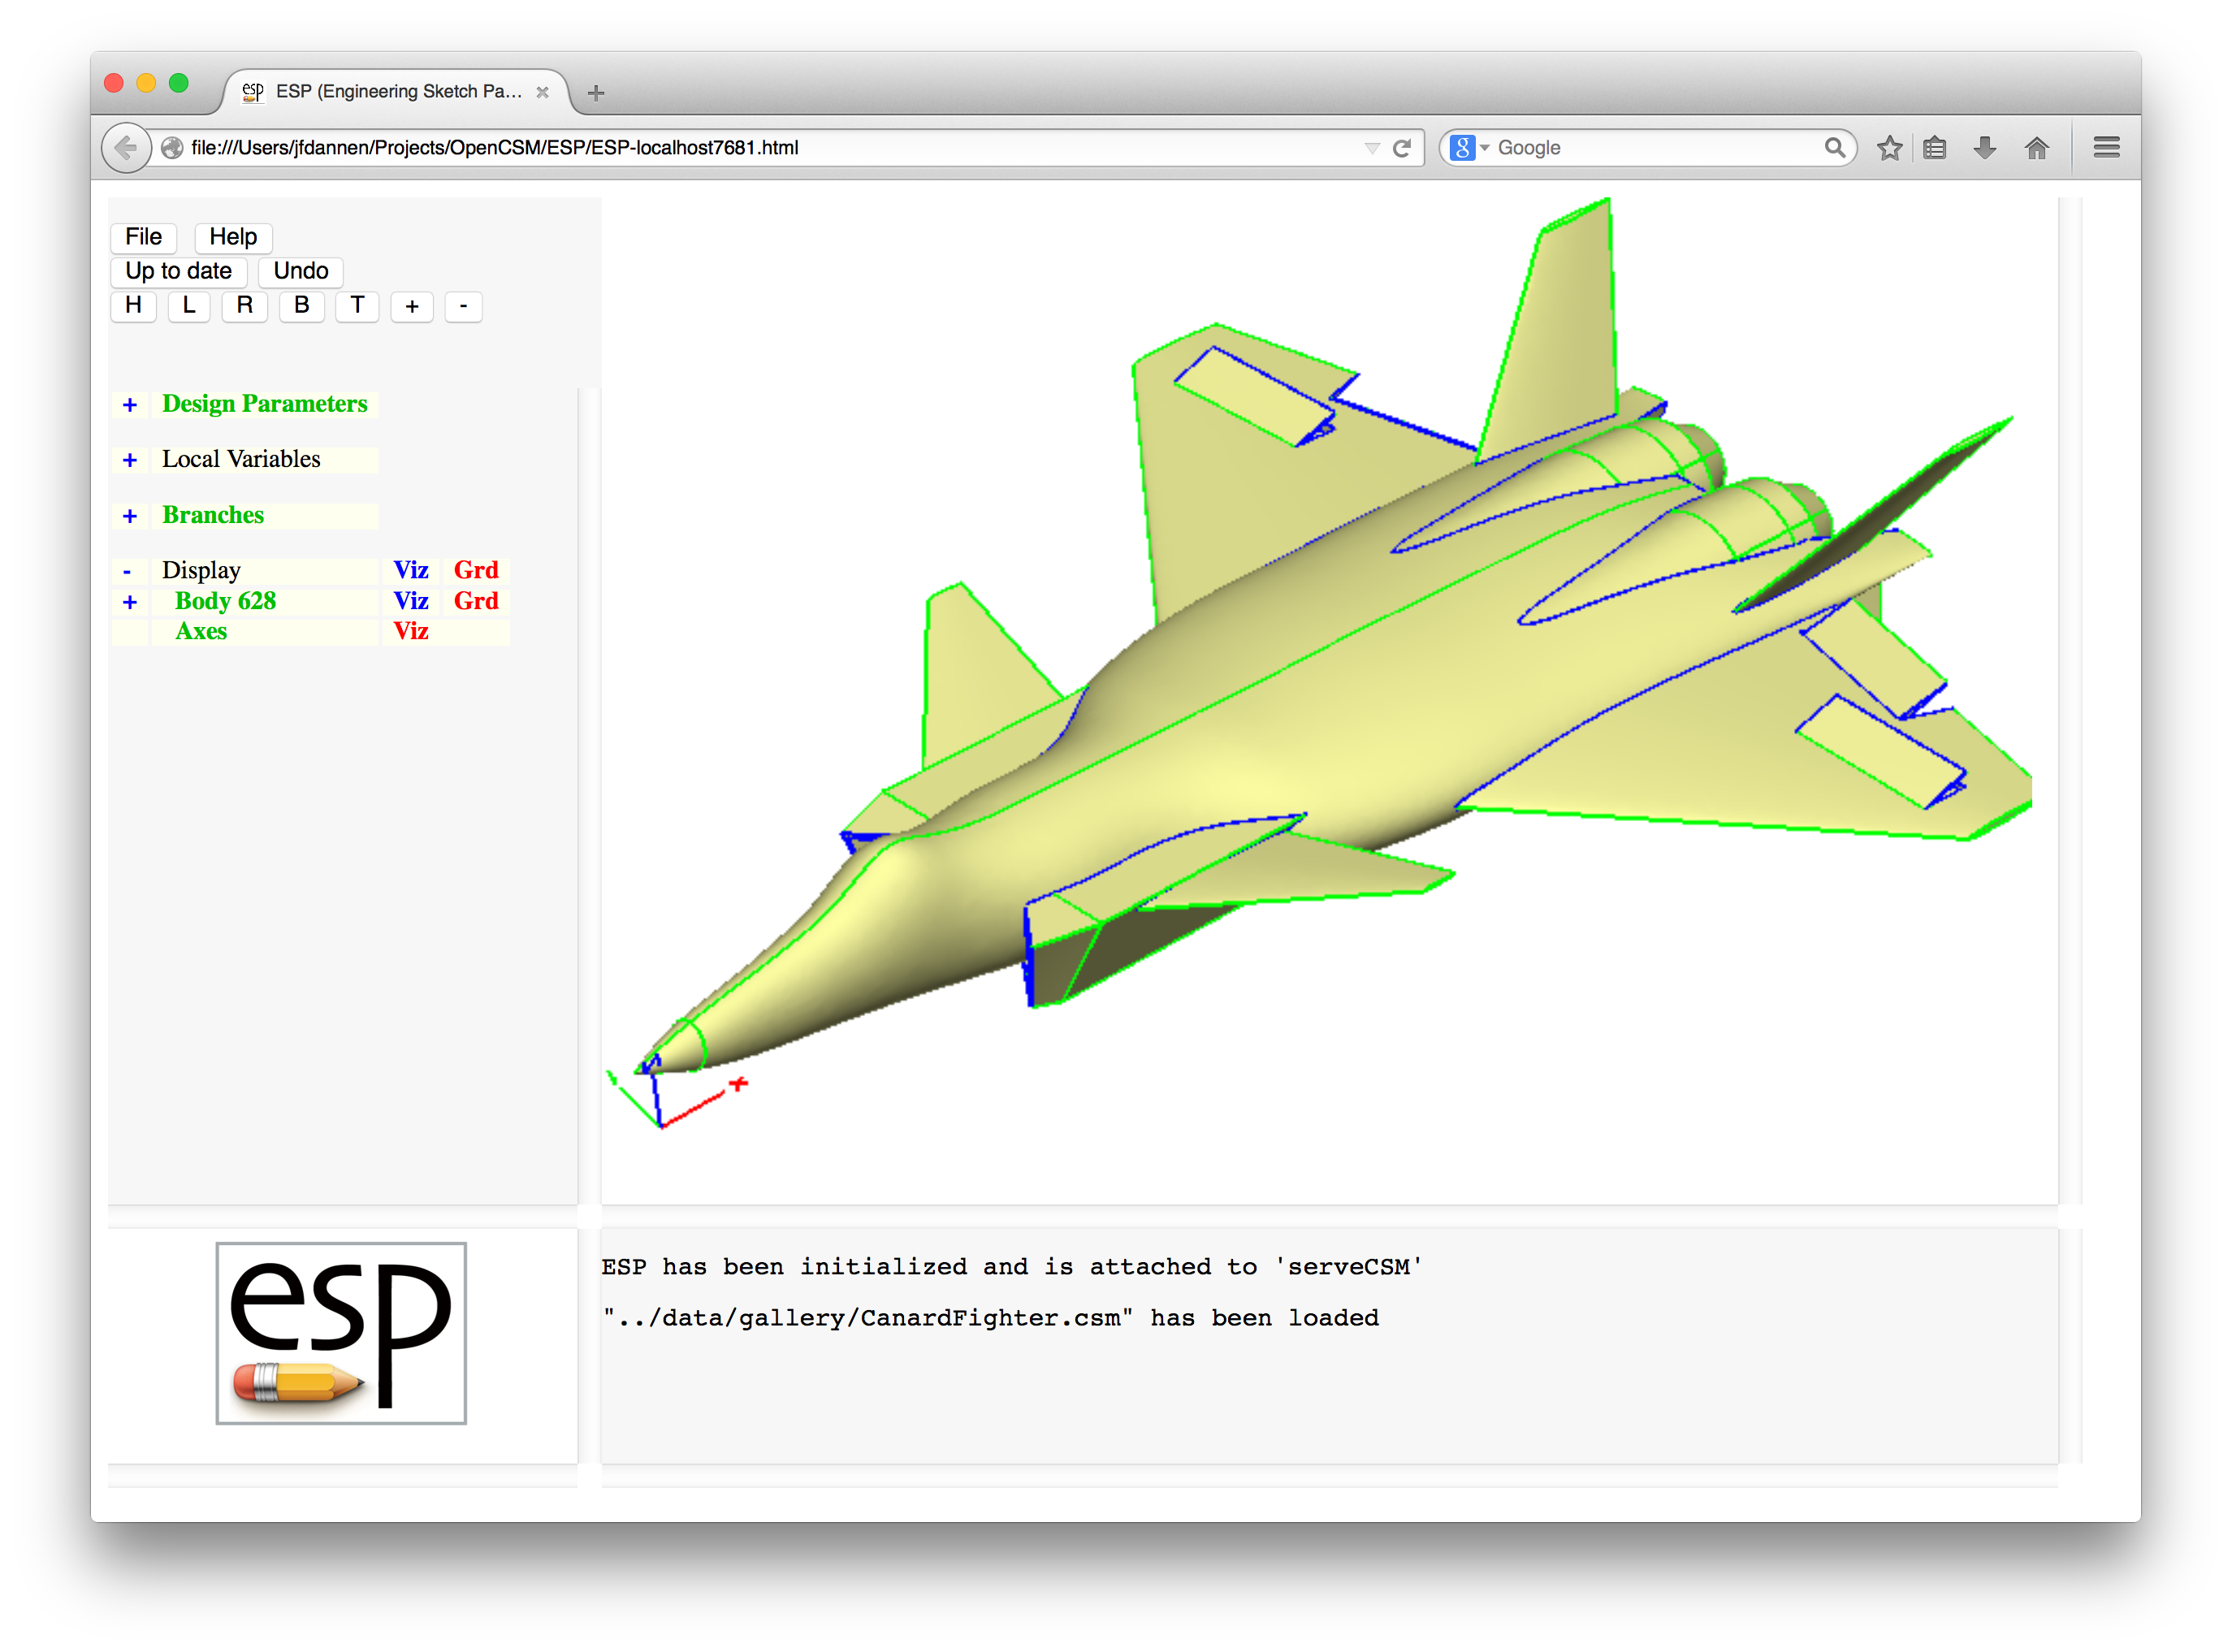 esp ESP (Engineering Sketch Pa...
file:///Users/jfdannen/Projects/OpenCSM/ESP/ESP-localhost7681.html
g Google
File Help
Up to date Undo
H L R B T + -
+ Design Parameters
+ Local Variables
+ Branches
- Display Viz Grd
+ Body 628 Viz Grd
Axes Viz
x
esp
ESP has been initialized and is attached to 'serveCSM'
"../data/gallery/CanardFighter.csm" has been loaded